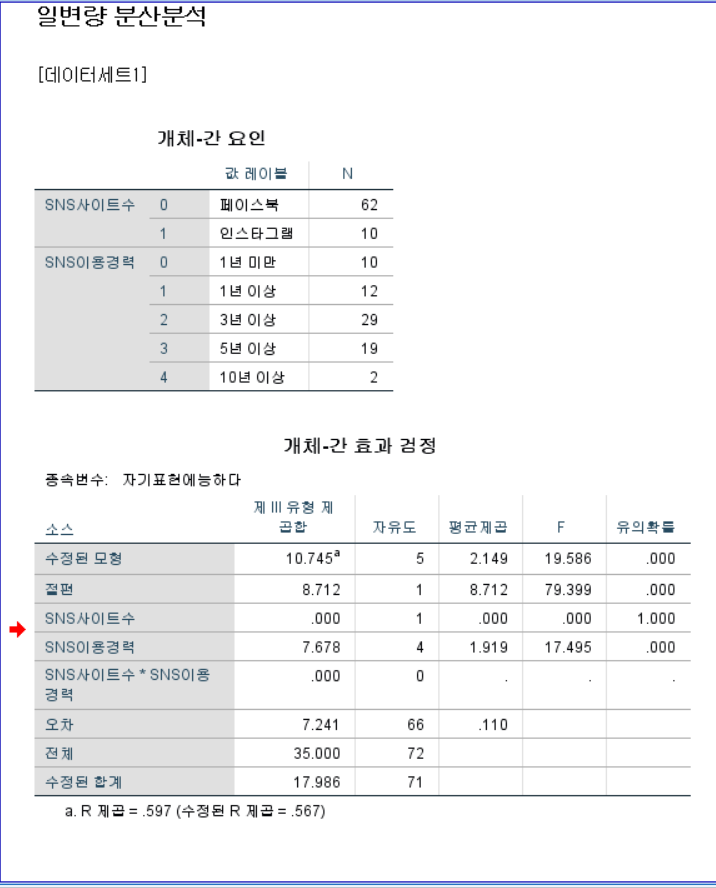 일변량 분산분석
[데이터세트1]
개체-간 요인
값 레이블 N
SNS사이트수 0 페이스북 62
1 인스타그램 10
SNS이용경력 0 1년 미만 10
1 1년 이상 12
2 3년 이상 29
3 5년 이상 19
4 10년 이상 2
개체-간 효과 검정
종속변수: 자기표현에능하다
제 III 유형 제
소스 곱합 자유도 평균제곱 F 유의확률
수정된 모형 10.745a 5 2.149 19.586 .000
절편 8.712 1 8.712 79.399 .000
SNS사이트수 .000 1 .000 .000 1.000
SNS이용경력 7.678 4 1.919 17.495 .000
SNS사이트수 * SNS이용 .000 0 . . .
경력
오차 7.241 66 .110
전체 35.000 72
수정된 합계 17.986 71
a. R 제곱 = .597 (수정된 R 제곱 = .567)